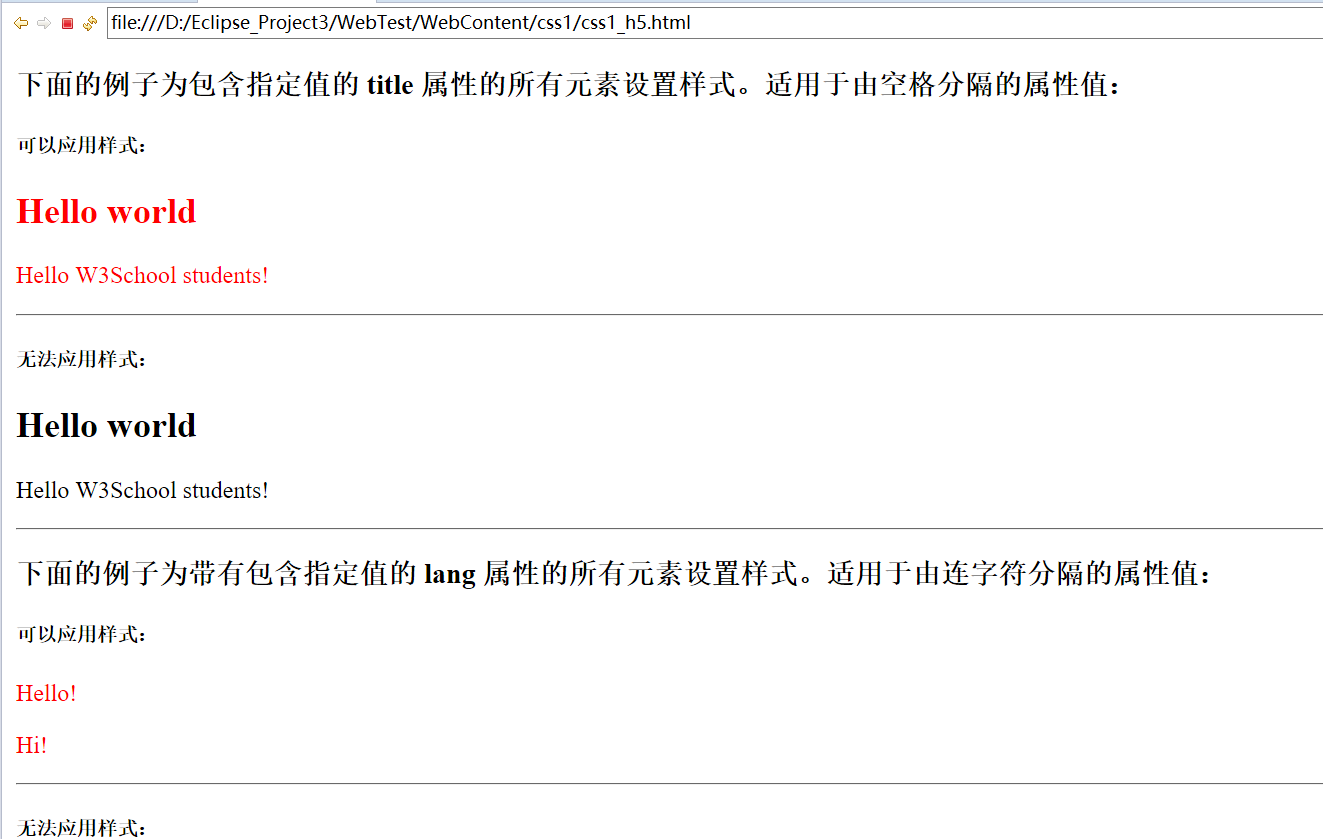 file:///D:/Eclipse_Project3/WebTest/WebContent/css1/css1_h5.html
下面的例子为包含指定值的 title 属性的所有元素设置样式。适用于由空格分隔的属性值：
可以应用样式：
Hello world
Hello W3School students!
无法应用样式：
Hello world
Hello W3School students!
下面的例子为带有包含指定值的 lang 属性的所有元素设置样式。适用于由连字符分隔的属性值：
可以应用样式：
Hello!
Hi!
无法应用样式：